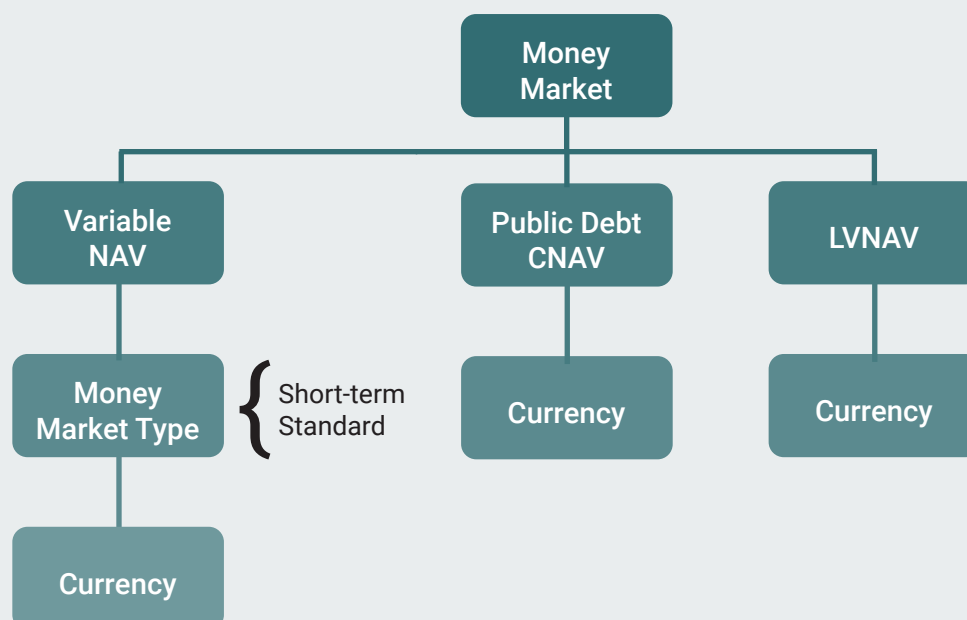 Money
Market
Variable
NAV
Public Debt
CNAV
LVNAV
Money
Market Type
Short-term
Standard
Currency
Currency
Currency